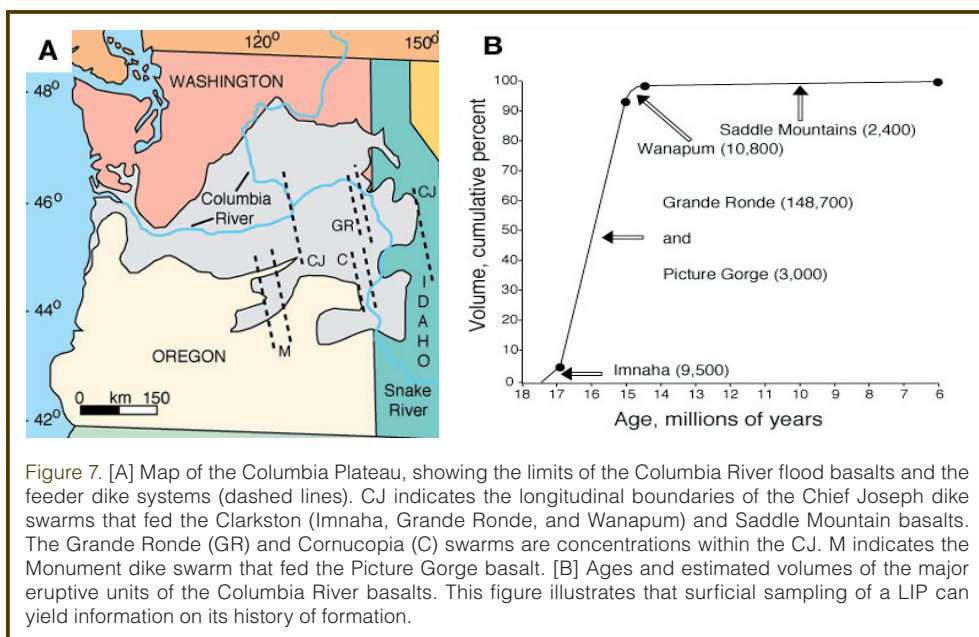 A
120°
150°
WASHINGTON
48°
46°
44°
42°
Columbia
River
CJ
GR
C
CJ
M
OREGON
I
D
A
H
O
Snake
River
0 km 150
B
Volume, cumulative percent
100
90
80
70
60
50
40
30
20
10
0
Saddle Mountains (2,400)
Wanapum (10,800)
Grande Ronde (148,700)
and
Picture Gorge (3,000)
Imnaha (9,500)
18 17 16 15 14 13 12 11 10 9 8 7 6
Age, millions of years
Figure 7. [A] Map of the Columbia Plateau, showing the limits of the Columbia River flood basalts and the
feeder dike systems (dashed lines). CJ indicates the longitudinal boundaries of the Chief Joseph dike
swarms that fed the Clarkston (Imnaha, Grande Ronde, and Wanapum) and Saddle Mountain basalts.
The Grande Ronde (GR) and Cornucopia (C) swarms are concentrations within the CJ. M indicates the
Monument dike swarm that fed the Picture Gorge basalt. [B] Ages and estimated volumes of the major
eruptive units of the Columbia River basalts. This figure illustrates that surficial sampling of a LIP can
yield information on its history of formation.